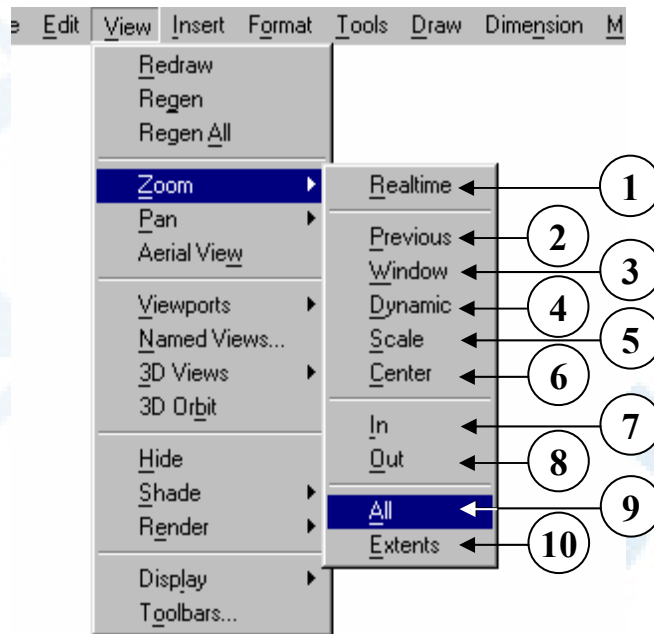 e Edit View Insert Format Tools Draw Dimension M
Redraw
Regen
Regen All
Zoom
Pan
Aerial View
Viewports
Named Views...
3D Views
3D Orbit
Hide
Shade
Render
Display
Toolbars...
Realtime 1
Previous 2
Window 3
Dynamic 4
Scale 5
Center 6
In 7
Out 8
All 9
Extents 10